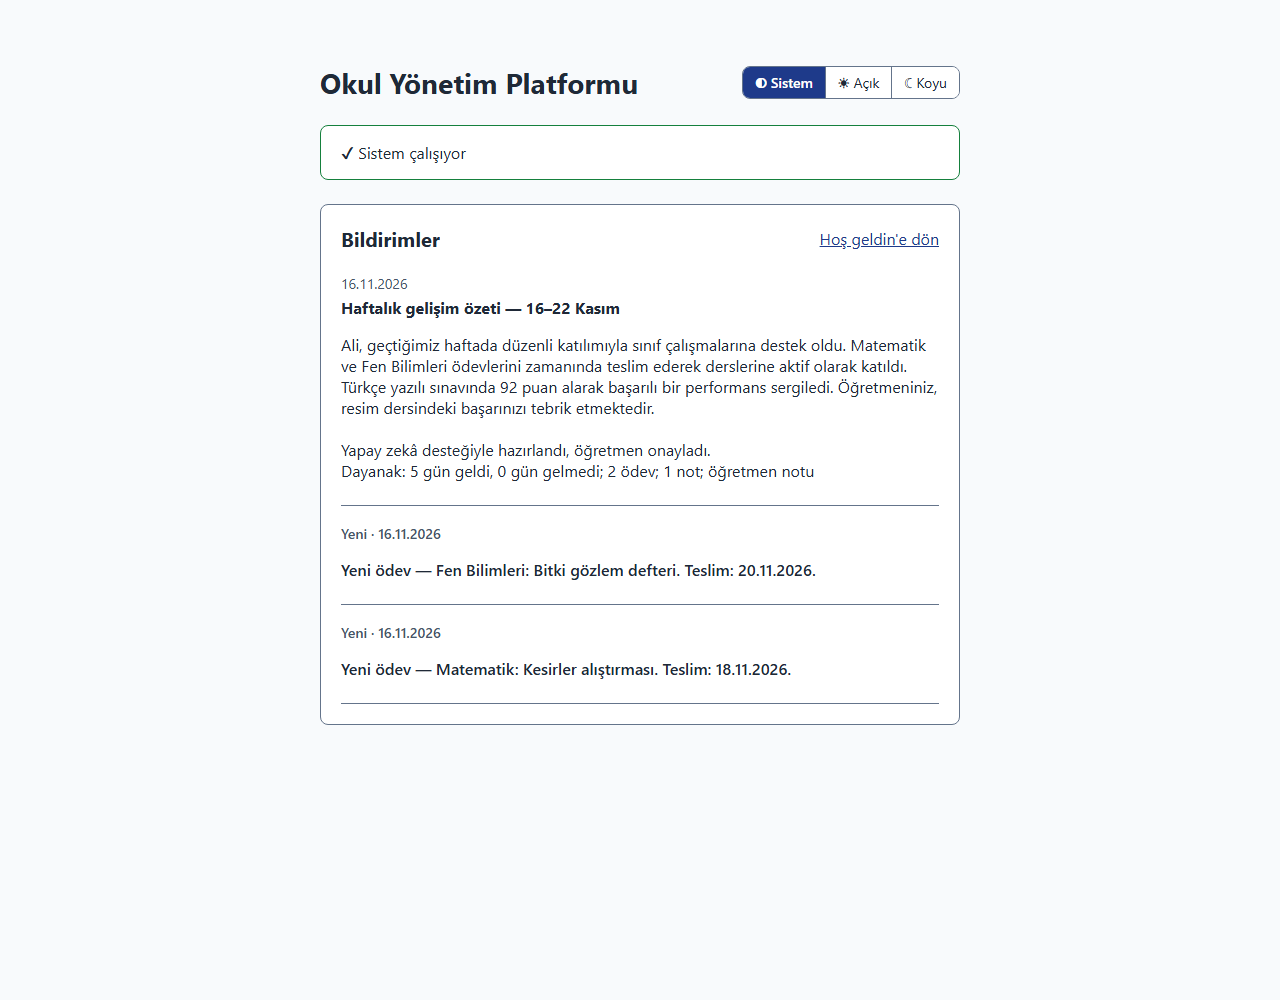 Okul Yönetim Platformu
◐ Sistem
☀ Açık
☾ Koyu
✓ Sistem çalışıyor
Bildirimler
Hoş geldin'e dön
16.11.2026
Haftalık gelişim özeti — 16–22 Kasım
Ali, geçtiğimiz haftada düzenli katılımıyla sınıf çalışmalarına destek oldu. Matematik
ve Fen Bilimleri ödevlerini zamanında teslim ederek derslerine aktif olarak katıldı.
Türkçe yazılı sınavında 92 puan alarak başarılı bir performans sergiledi. Öğretmeniniz,
resim dersindeki başarınızı tebrik etmektedir.
Yapay zekâ desteğiyle hazırlandı, öğretmen onayladı.
Dayanak: 5 gün geldi, 0 gün gelmedi; 2 ödev; 1 not; öğretmen notu
Yeni · 16.11.2026
Yeni ödev — Fen Bilimleri: Bitki gözlem defteri. Teslim: 20.11.2026.
Yeni · 16.11.2026
Yeni ödev — Matematik: Kesirler alıştırması. Teslim: 18.11.2026.